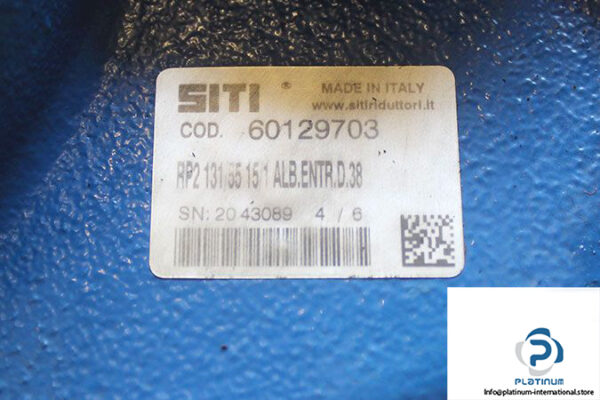 SITI ® MADE IN ITALY
www.sitiriduttori.it
COD. 60129703
RP2 131/55 15 1 ALB.ENTR.D.38
SN: 20 43089 4 / 6
P
PLATINUM
Info@platinum-international.store